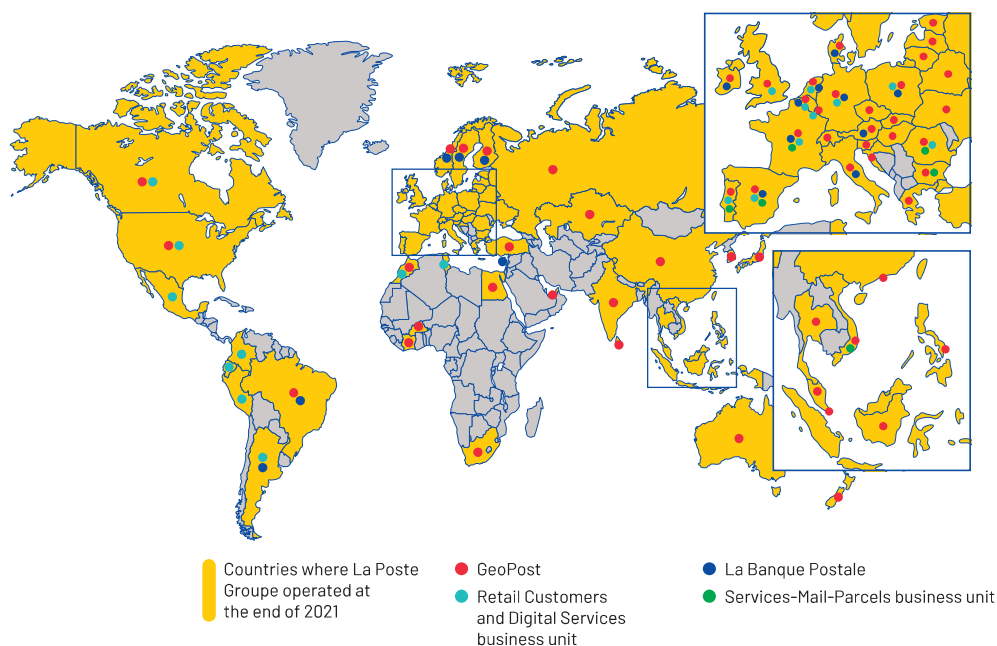 Countries where La Poste
Groupe operated at
the end of 2021
GeoPost
Retail Customers
and Digital Services
business unit
La Banque Postale
Services-Mail-Parcels business unit